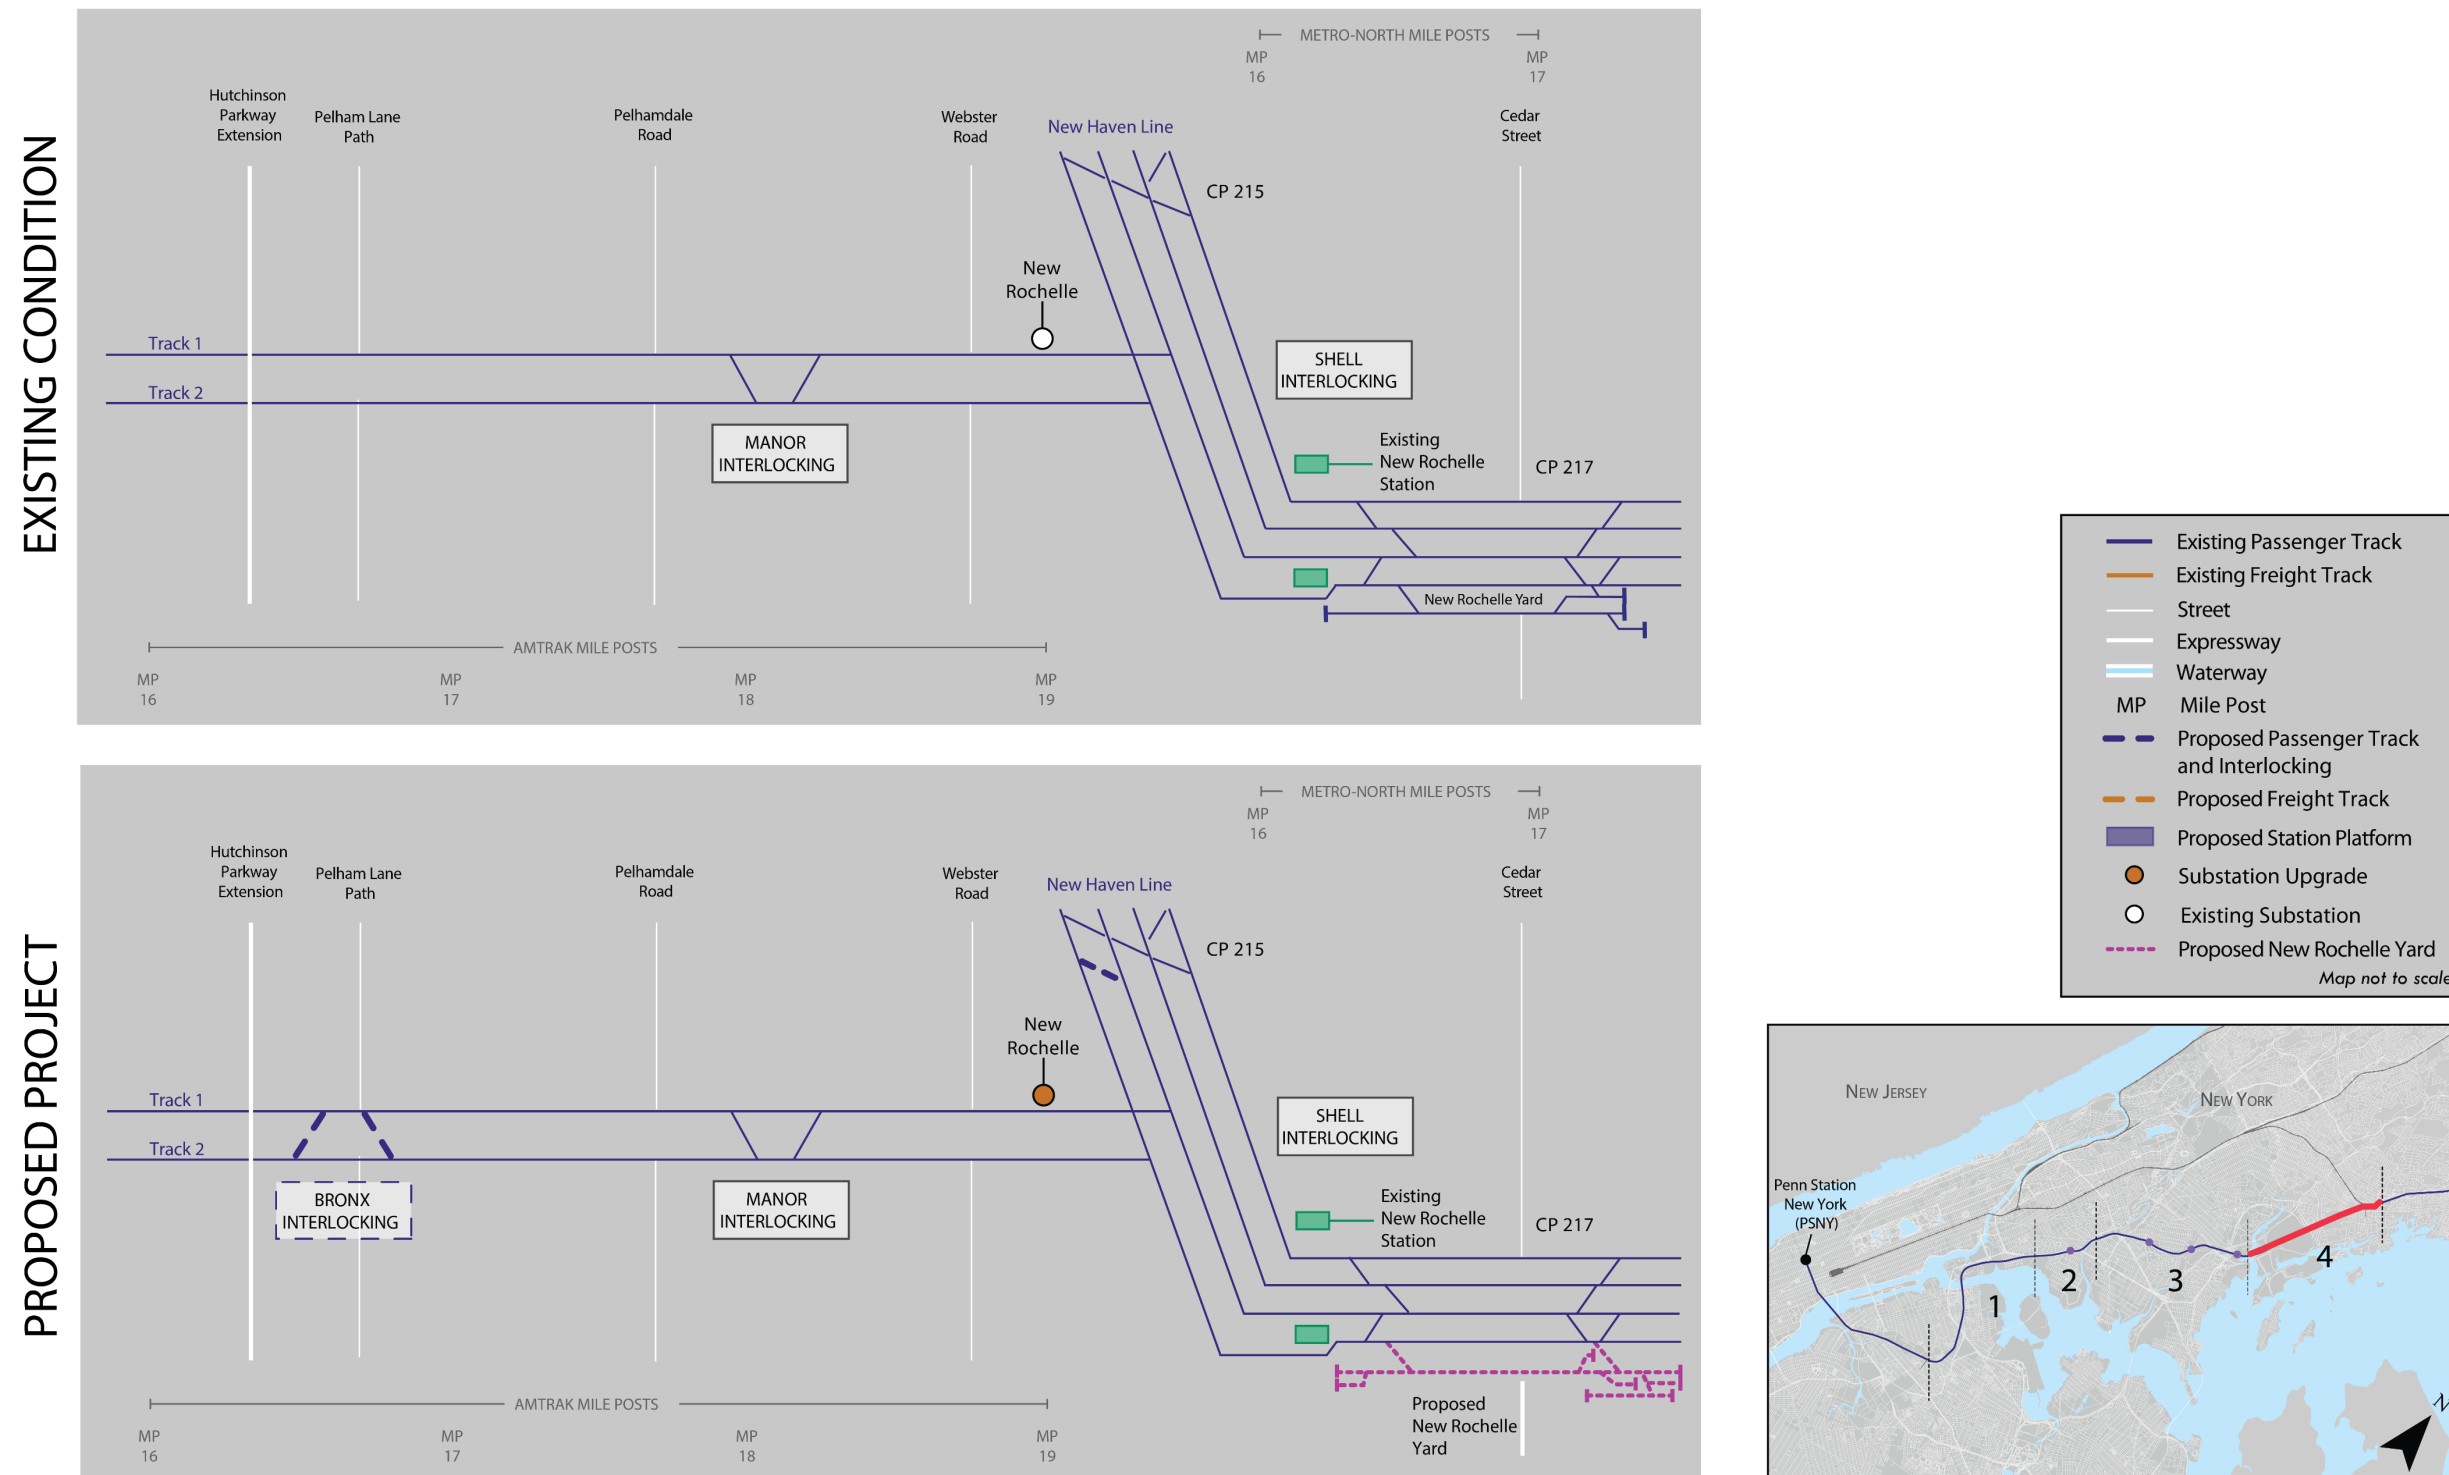 EXISTING CONDITION
METRO-NORTH MILE POSTS
MP
16
MP
17
Hutchinson
Parkway
Extension
Pelham Lane
Path
Pelhamdale
Road
Webster
Road
New Haven Line
Cedar
Street
CP 215
New
Rochelle
Track 1
Track 2
SHELL
INTERLOCKING
MANOR
INTERLOCKING
Existing
New Rochelle
Station
CP 217
New Rochelle Yard
AMTRAK MILE POSTS
MP
16
MP
17
MP
18
MP
19
PROPOSED PROJECT
METRO-NORTH MILE POSTS
MP
16
MP
17
Hutchinson
Parkway
Extension
Pelham Lane
Path
Pelhamdale
Road
Webster
Road
New Haven Line
Cedar
Street
CP 215
New
Rochelle
Track 1
Track 2
SHELL
INTERLOCKING
BRONX
INTERLOCKING
MANOR
INTERLOCKING
Existing
New Rochelle
Station
CP 217
Proposed
New Rochelle
Yard
AMTRAK MILE POSTS
MP
16
MP
17
MP
18
MP
19
Existing Passenger Track
Existing Freight Track
Street
Expressway
Waterway
MP Mile Post
Proposed Passenger Track
and Interlocking
Proposed Freight Track
Proposed Station Platform
Substation Upgrade
Existing Substation
Proposed New Rochelle Yard
Map not to scale
NEW JERSEY
NEW YORK
Penn Station
New York
(PSNY)
1
2
3
4
N